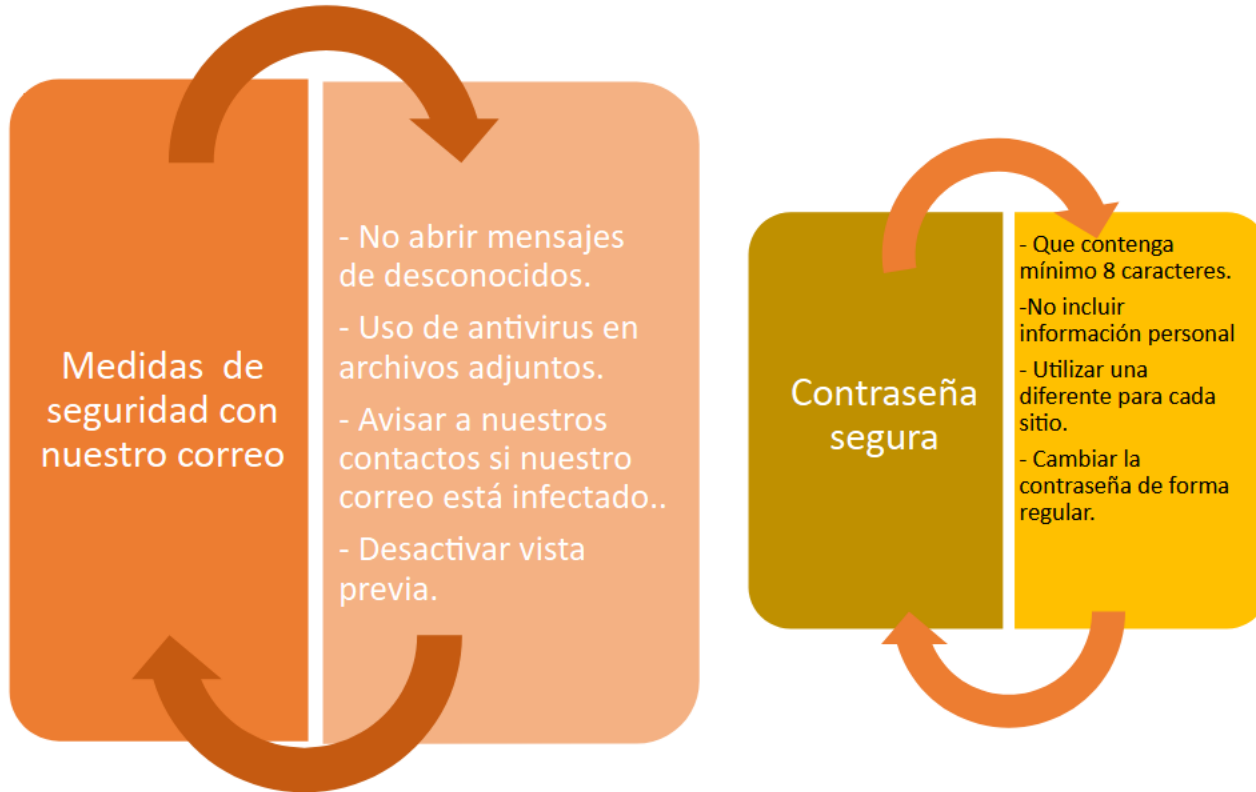 Medidas  de
seguridad con
nuestro correo
- No abrir mensajes
de desconocidos.
- Uso de antivirus en
archivos adjuntos.
- Avisar a nuestros
contactos si nuestro
correo está infectado..
- Desactivar vista
previa.
Contraseña
segura
- Que contenga
mínimo 8 caracteres.
-No incluir
información personal
- Utilizar una
diferente para cada
sitio.
- Cambiar la
contraseña de forma
regular.